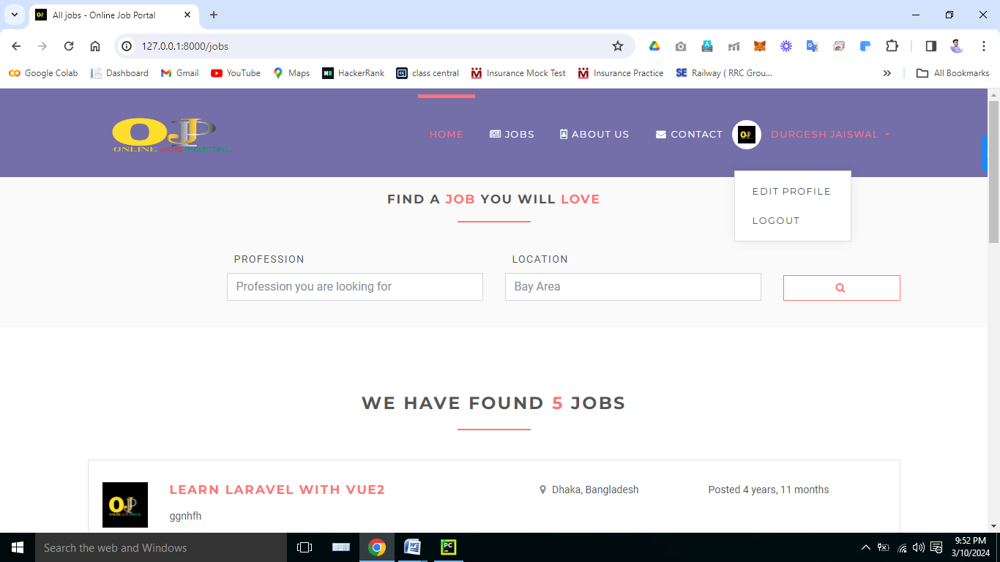 All jobs - Online Job Portal
127.0.0.1:8000/jobs
Google Colab Dashboard Gmail YouTube Maps HackerRank class central Insurance Mock Test Insurance Practice Railway ( RRC Grou... All Bookmarks
OJP
ONLINE JOB PORTAL
HOME JOBS ABOUT US CONTACT DURGESH JAISWAL
EDIT PROFILE
LOGOUT
FIND A JOB YOU WILL LOVE
PROFESSION LOCATION
Profession you are looking for Bay Area
WE HAVE FOUND 5 JOBS
LEARN LARAVEL WITH VUE2 Dhaka, Bangladesh Posted 4 years, 11 months
ggnhfh
Search the web and Windows
9:52 PM
3/10/2024